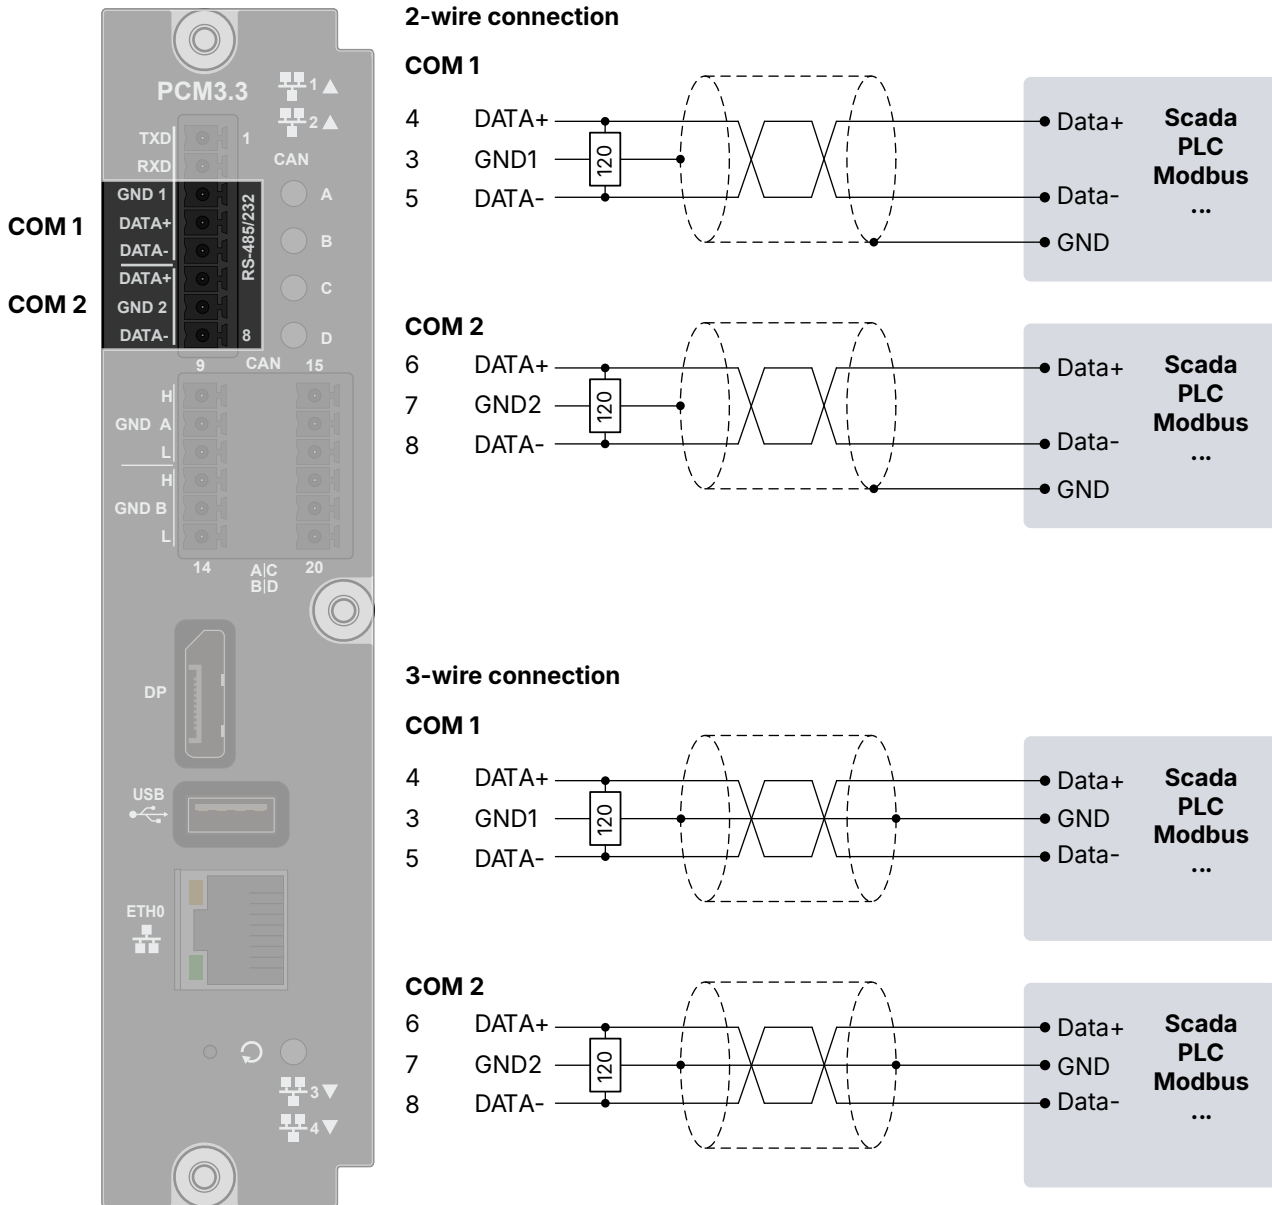 PCM3.3
1 ▲
2 ▲
TXD
1
RXD
CAN
GND 1
A
COM 1
DATA+
DATA-
RS-485/232
B
DATA+
C
COM 2
GND 2
DATA-
8
D
9
CAN
15
H
GND A
L
H
GND B
L
14
A|C
B|D
20
DP
USB
ETH0
3 ▼
4 ▼
2-wire connection
COM 1
4 DATA+
3 GND1
5 DATA-
120
Data+
Data-
GND
Scada
PLC
Modbus
...
COM 2
6 DATA+
7 GND2
8 DATA-
120
Data+
Data-
GND
Scada
PLC
Modbus
...
3-wire connection
COM 1
4 DATA+
3 GND1
5 DATA-
120
Data+
GND
Data-
Scada
PLC
Modbus
...
COM 2
6 DATA+
7 GND2
8 DATA-
120
Data+
GND
Data-
Scada
PLC
Modbus
...